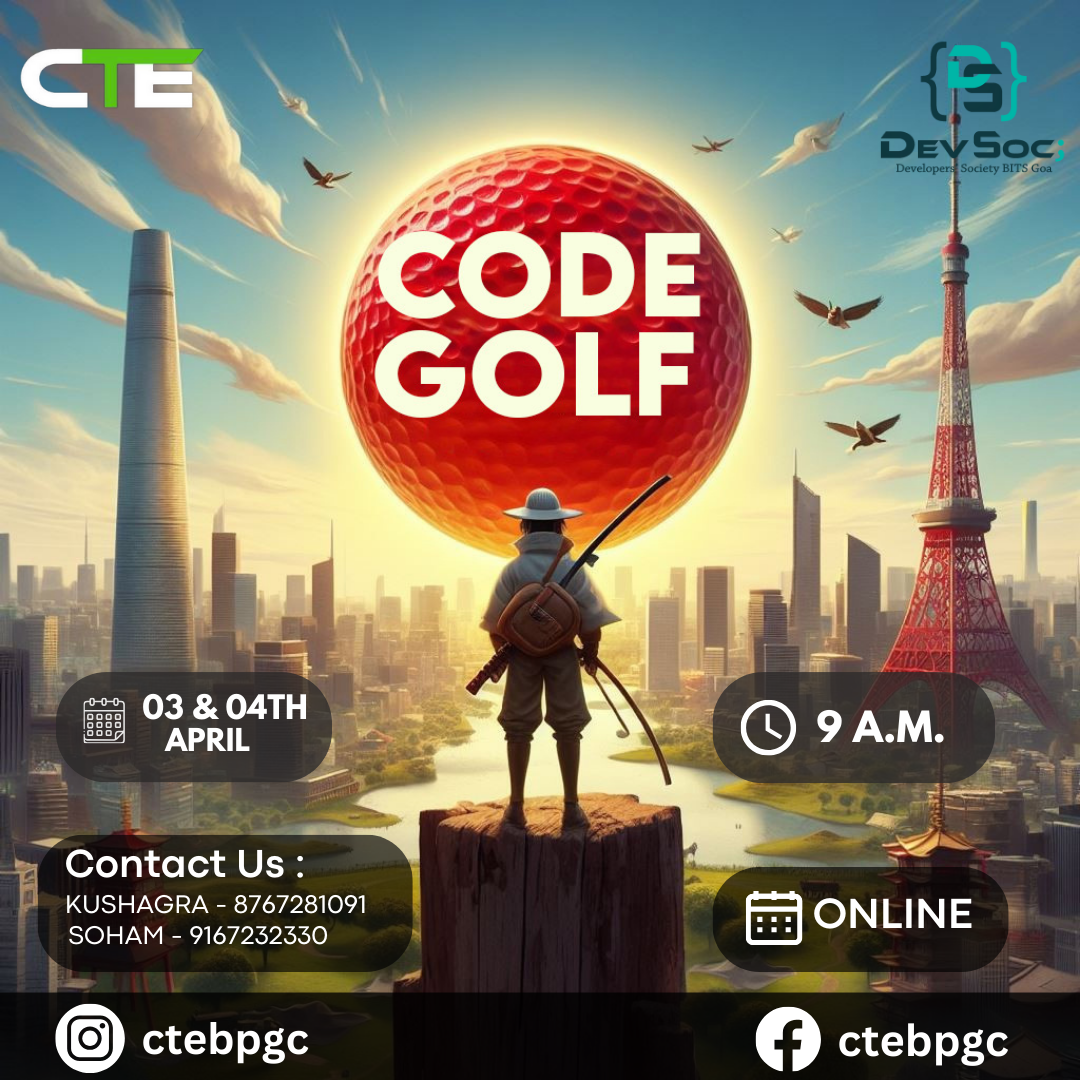 CTE
DS
DEVSOC;
Developers' Society BITS Goa
CODE
GOLF
03 & 04TH
APRIL
9 A.M.
Contact Us :
KUSHAGRA - 8767281091
SOHAM - 9167232330
ONLINE
ctebpgc
ctebpgc